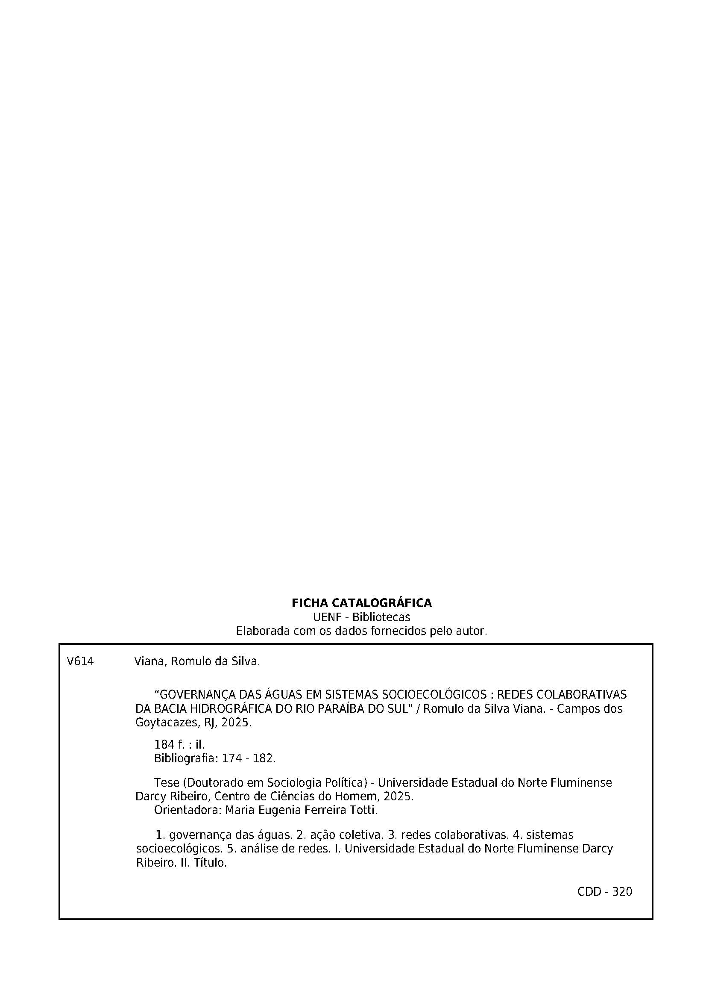 FICHA CATALOGRÁFICA
UENF - Bibliotecas
Elaborada com os dados fornecidos pelo autor.
V614 Viana, Romulo da Silva.
“GOVERNANÇA DAS ÁGUAS EM SISTEMAS SOCIOECOLÓGICOS : REDES COLABORATIVAS
DA BACIA HIDROGRÁFICA DO RIO PARAÍBA DO SUL" / Romulo da Silva Viana. - Campos dos
Goytacazes, RJ, 2025.
184 f. : il.
Bibliografia: 174 - 182.
Tese (Doutorado em Sociologia Política) - Universidade Estadual do Norte Fluminense
Darcy Ribeiro, Centro de Ciências do Homem, 2025.
Orientadora: Maria Eugenia Ferreira Totti.
1. governança das águas. 2. ação coletiva. 3. redes colaborativas. 4. sistemas
socioecológicos. 5. análise de redes. I. Universidade Estadual do Norte Fluminense Darcy
Ribeiro. II. Título.
CDD - 320